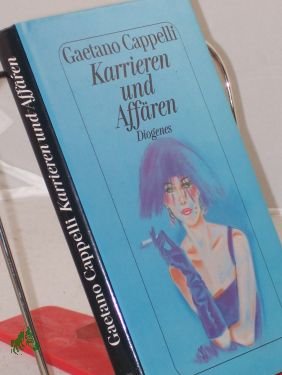 Gaetano Cappelli
Karrieren
und
Affären
Diogenes
Gaetano Cappelli Karrieren und Affären